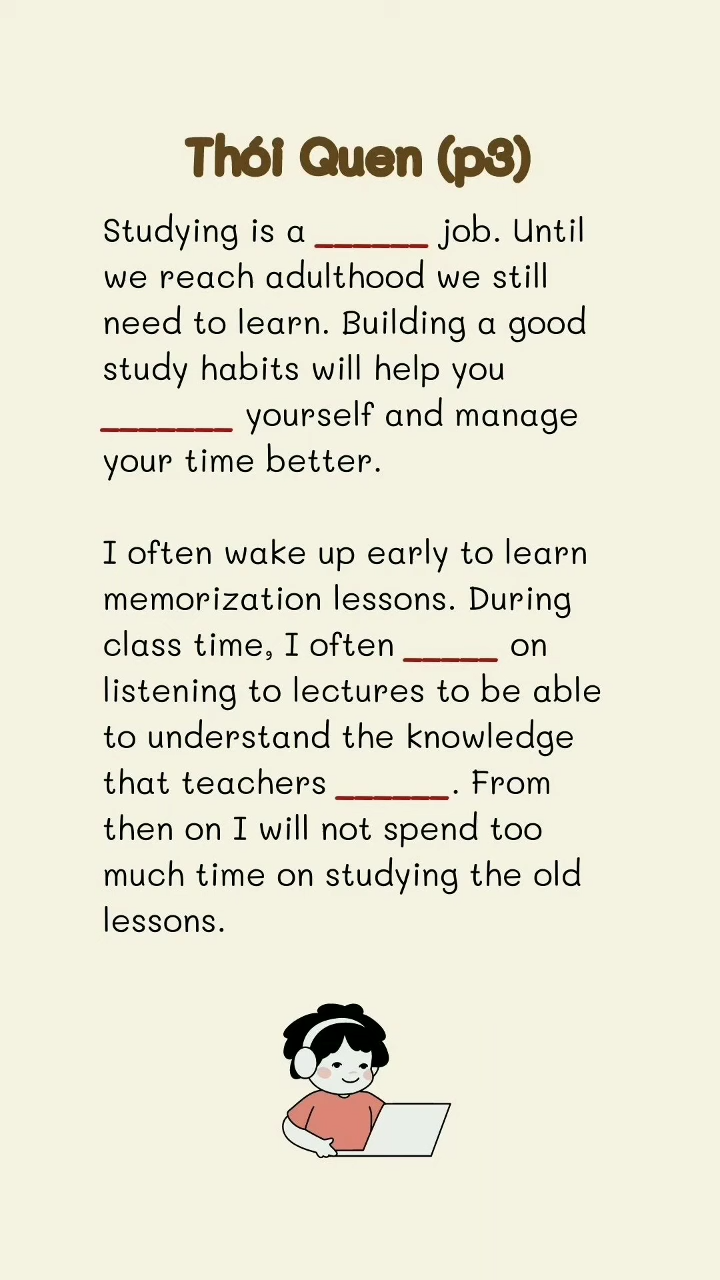 Thói Quen (p3)
Studying is a ______ job. Until
we reach adulthood we still
need to learn. Building a good
study habits will help you
_______ yourself and manage
your time better.
I often wake up early to learn
memorization lessons. During
class time, I often _____ on
listening to lectures to be able
to understand the knowledge
that teachers ______. From
then on I will not spend too
much time on studying the old
lessons.